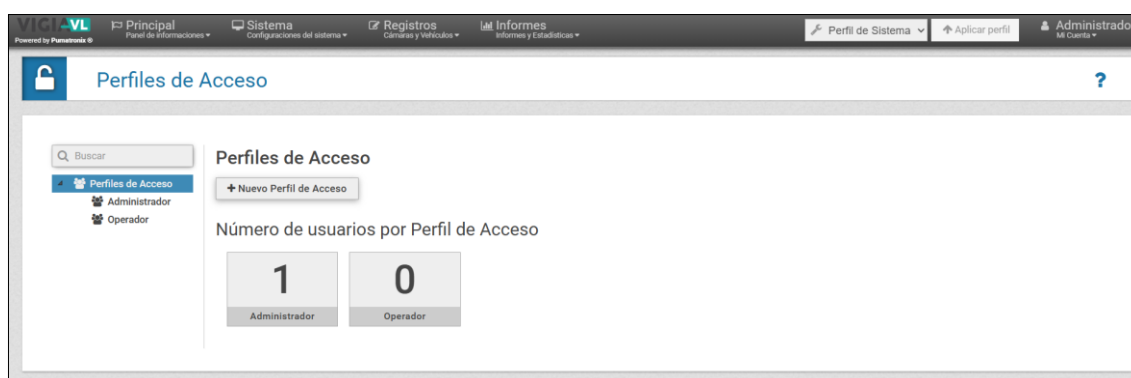 VIGIA-VL
Powered by Pumatronix ®
Principal
Panel de informaciones
Sistema
Configuraciones del sistema
Registros
Cámaras y Vehículos
Informes
Informes y Estadísticas
Perfil de Sistema
Aplicar perfil
Administrado
Mi Cuenta
Perfiles de Acceso
?
Buscar
Perfiles de Acceso
Administrador
Operador
Perfiles de Acceso
+ Nuevo Perfil de Acceso
Número de usuarios por Perfil de Acceso
1
Administrador
0
Operador